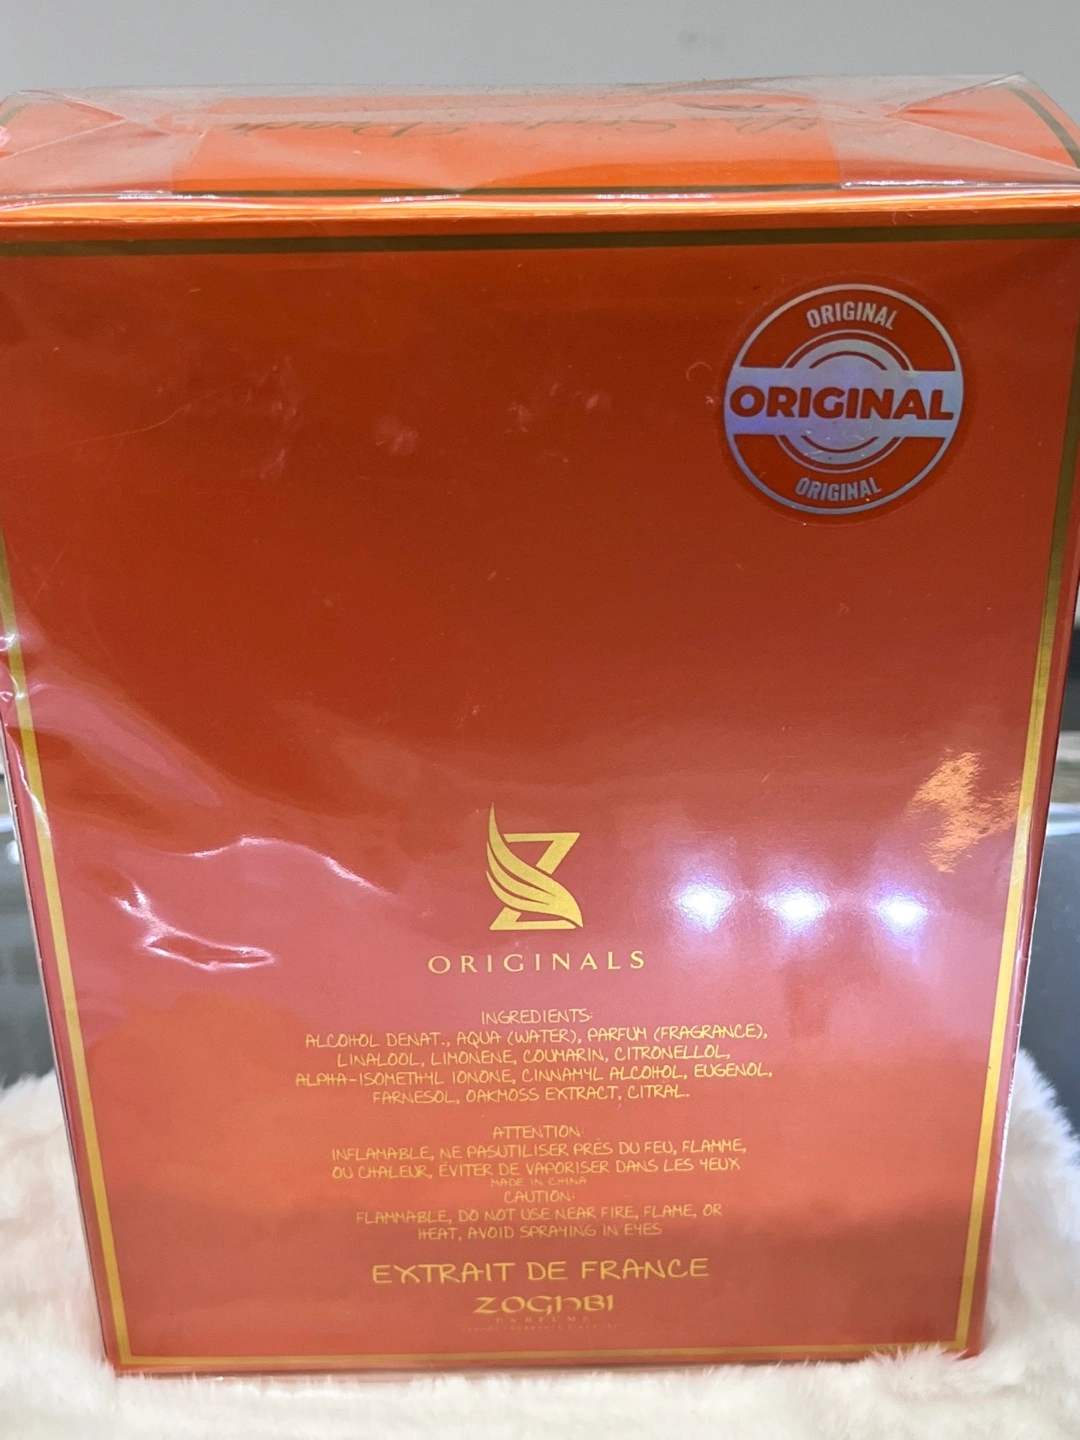 ORIGINAL
ORIGINAL
ORIGINAL
ORIGINALS
INGREDIENTS:
ALCOHOL DENAT., AQUA (WATER), PARFUM (FRAGRANCE),
LINALOOL, LIMONENE, COUMARIN, CITRONELLOL,
ALPHA-ISOMETHYL IONONE, CINNAMYL ALCOHOL, EUGENOL,
FARNESOL, OAKMOSS EXTRACT, CITRAL.
ATTENTION:
INFLAMABLE, NE PASUTILISER PRÉS DU FEU, FLAMME,
OU CHALEUR, ÉVITER DE VAPORISER DANS LES YEUX
MADE IN CHINA
CAUTION:
FLAMMABLE, DO NOT USE NEAR FIRE, FLAME, OR
HEAT, AVOID SPRAYING IN EYES
EXTRAIT DE FRANCE
ZOGHBI
PARFUMS